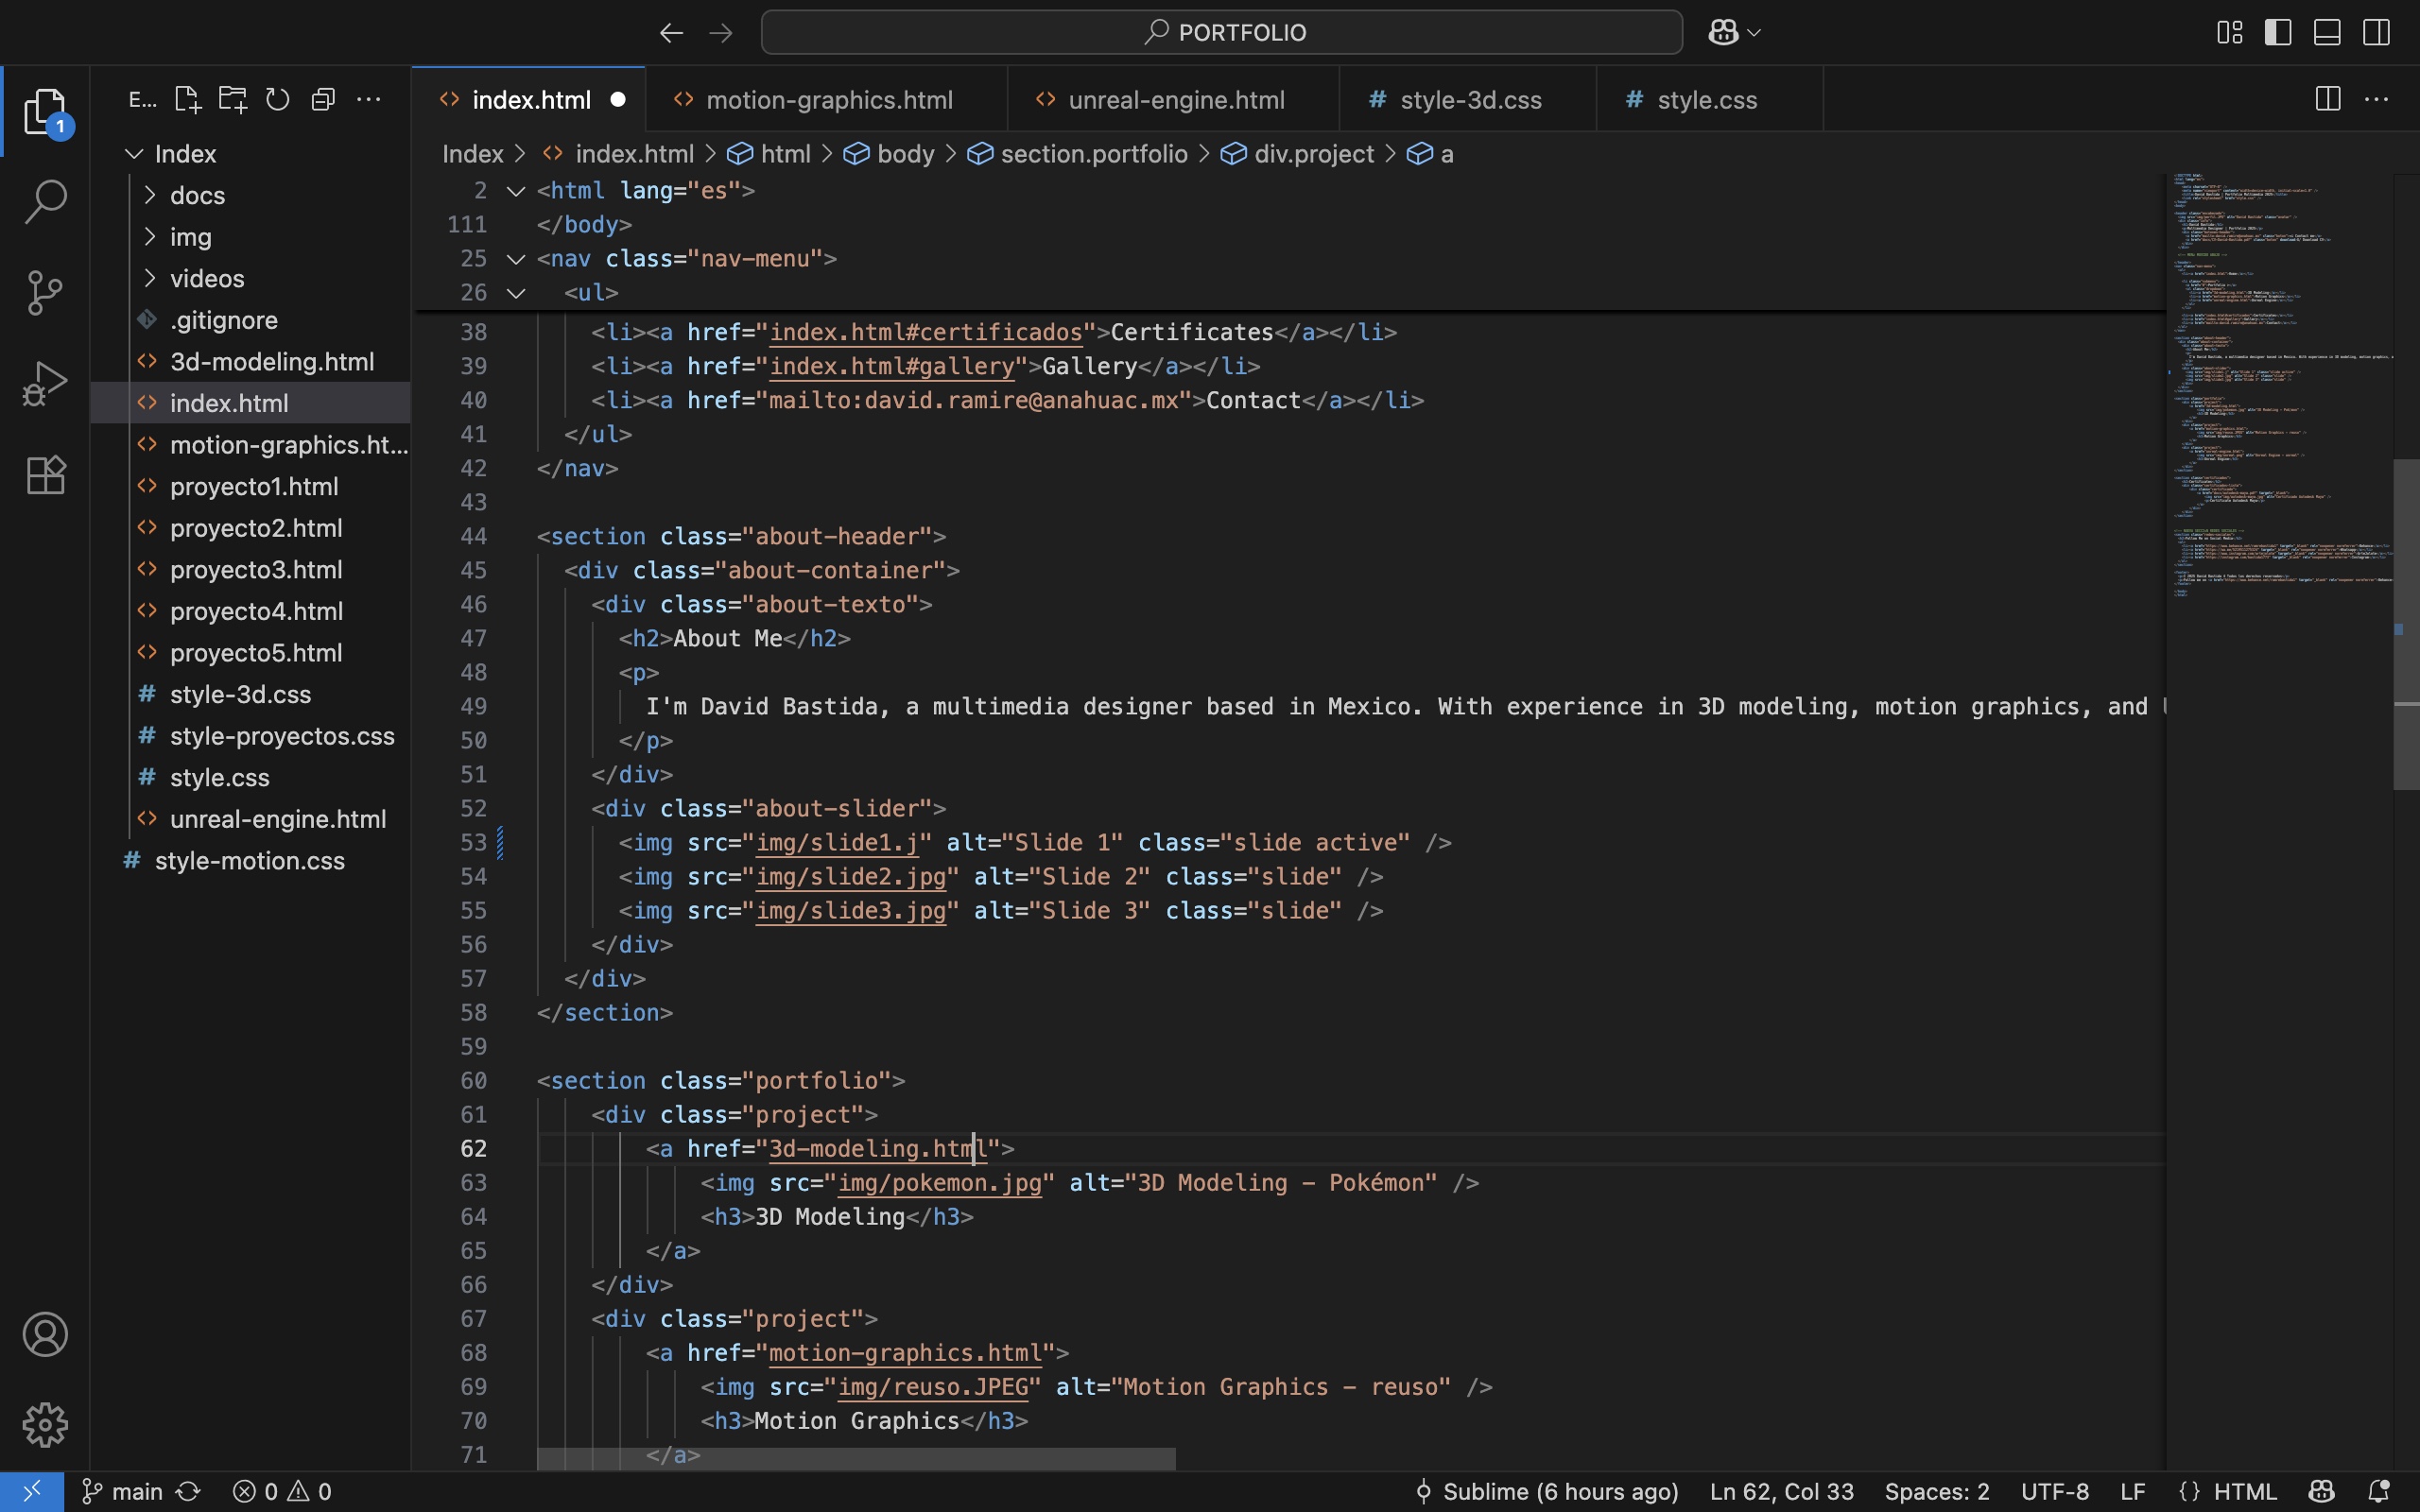 PORTFOLIO
1
E...
index.html
motion-graphics.html
unreal-engine.html
# style-3d.css
# style.css
Index
docs
img
videos
.gitignore
3d-modeling.html
index.html
motion-graphics.ht...
proyecto1.html
proyecto2.html
proyecto3.html
proyecto4.html
proyecto5.html
# style-3d.css
# style-proyectos.css
# style.css
unreal-engine.html
# style-motion.css
Index > index.html > html > body > section.portfolio > div.project > a
2 <html lang="es">
111 </body>
25 <nav class="nav-menu">
26 <ul>
38 <li><a href="index.html#certificados">Certificates</a></li>
39 <li><a href="index.html#gallery">Gallery</a></li>
40 <li><a href="mailto:david.ramire@anahuac.mx">Contact</a></li>
41 </ul>
42 </nav>
43
44 <section class="about-header">
45 <div class="about-container">
46 <div class="about-texto">
47 <h2>About Me</h2>
48 <p>
49 I'm David Bastida, a multimedia designer based in Mexico. With experience in 3D modeling, motion graphics, and
50 </p>
51 </div>
52 <div class="about-slider">
53 <img src="img/slide1.j" alt="Slide 1" class="slide active" />
54 <img src="img/slide2.jpg" alt="Slide 2" class="slide" />
55 <img src="img/slide3.jpg" alt="Slide 3" class="slide" />
56 </div>
57 </div>
58 </section>
59
60 <section class="portfolio">
61 <div class="project">
62 <a href="3d-modeling.html">
63 <img src="img/pokemon.jpg" alt="3D Modeling - Pokémon" />
64 <h3>3D Modeling</h3>
65 </a>
66 </div>
67 <div class="project">
68 <a href="motion-graphics.html">
69 <img src="img/reuso.JPEG" alt="Motion Graphics - reuso" />
70 <h3>Motion Graphics</h3>
71 </a>
main 0 0 Sublime (6 hours ago) Ln 62, Col 33 Spaces: 2 UTF-8 LF {} HTML